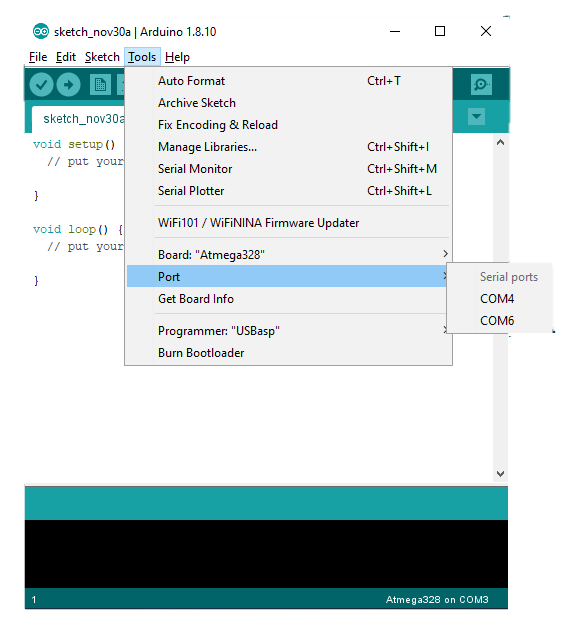 sketch_nov30a | Arduino 1.8.10
File Edit Sketch Tools Help
sketch_nov30a
void setup()
// put your
}
void loop() {
// put your
}
Auto Format Ctrl+T
Archive Sketch
Fix Encoding & Reload
Manage Libraries... Ctrl+Shift+I
Serial Monitor Ctrl+Shift+M
Serial Plotter Ctrl+Shift+L
WiFi101 / WiFiNINA Firmware Updater
Board: "Atmega328"
Port
Get Board Info
Programmer: "USBasp"
Burn Bootloader
Serial ports
COM4
COM6
1 Atmega328 on COM3